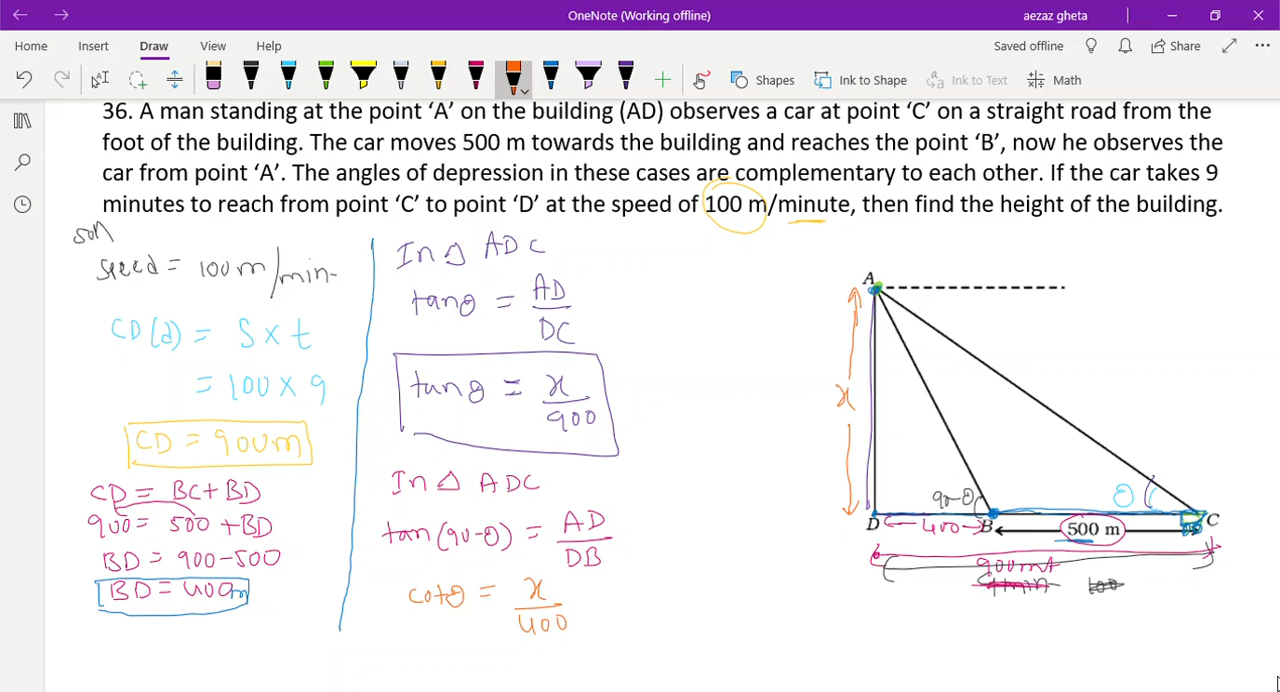 OneNote (Working offline)
aezaz gheta
Home Insert Draw View Help
Saved offline
Share
Shapes
Ink to Shape
Ink to Text
Math
36. A man standing at the point ‘A’ on the building (AD) observes a car at point ‘C’ on a straight road from the
foot of the building. The car moves 500 m towards the building and reaches the point ‘B’, now he observes the
car from point ‘A’. The angles of depression in these cases are complementary to each other. If the car takes 9
minutes to reach from point ‘C’ to point ‘D’ at the speed of 100 m/minute, then find the height of the building.
soln
speed = 100m/min-
CD(d) = S x t
= 100 x 9
CD = 900m
CD = BC+BD
900 = 500 +BD
BD = 900-500
BD = 400m
In △ ADC
tanθ = AD/DC
tanθ = x/900
In △ ADC
tan(90-θ) = AD/DB
cotθ = x/400
A
x
90-θ
θ
D
400
B
500 m
C
900mt
100